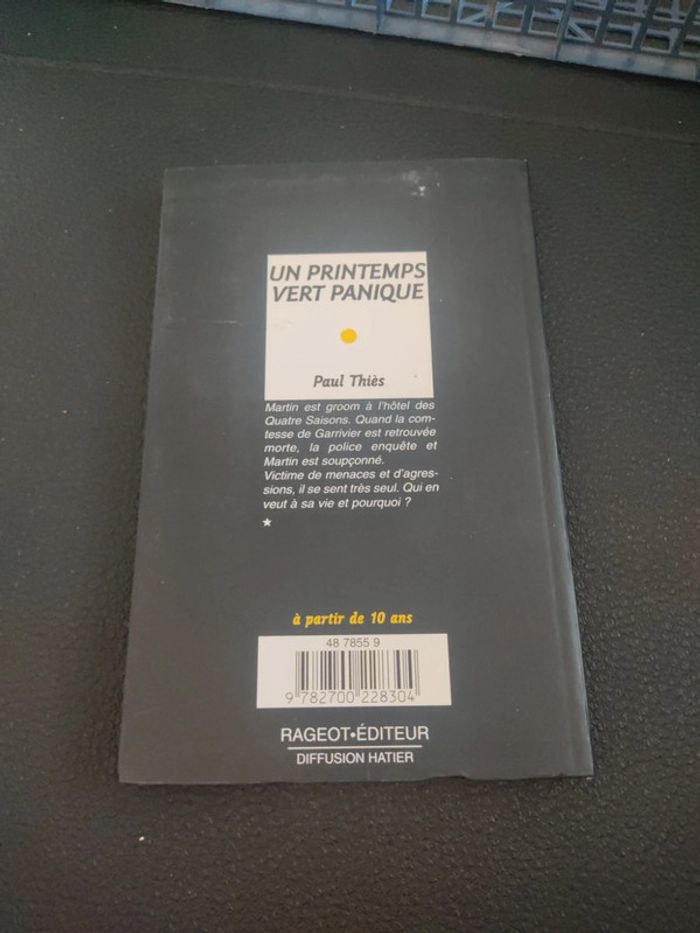 UN PRINTEMPS
VERT PANIQUE
Paul Thiès
Martin est groom à l'hôtel des
Quatre Saisons. Quand la com-
tesse de Garrivier est retrouvée
morte, la police enquête et
Martin est soupçonné.
Victime de menaces et d'agres-
sions, il se sent très seul. Qui en
veut à sa vie et pourquoi ?
à partir de 10 ans
48 7855 9
9 782700 228304
RAGEOT•ÉDITEUR
DIFFUSION HATIER